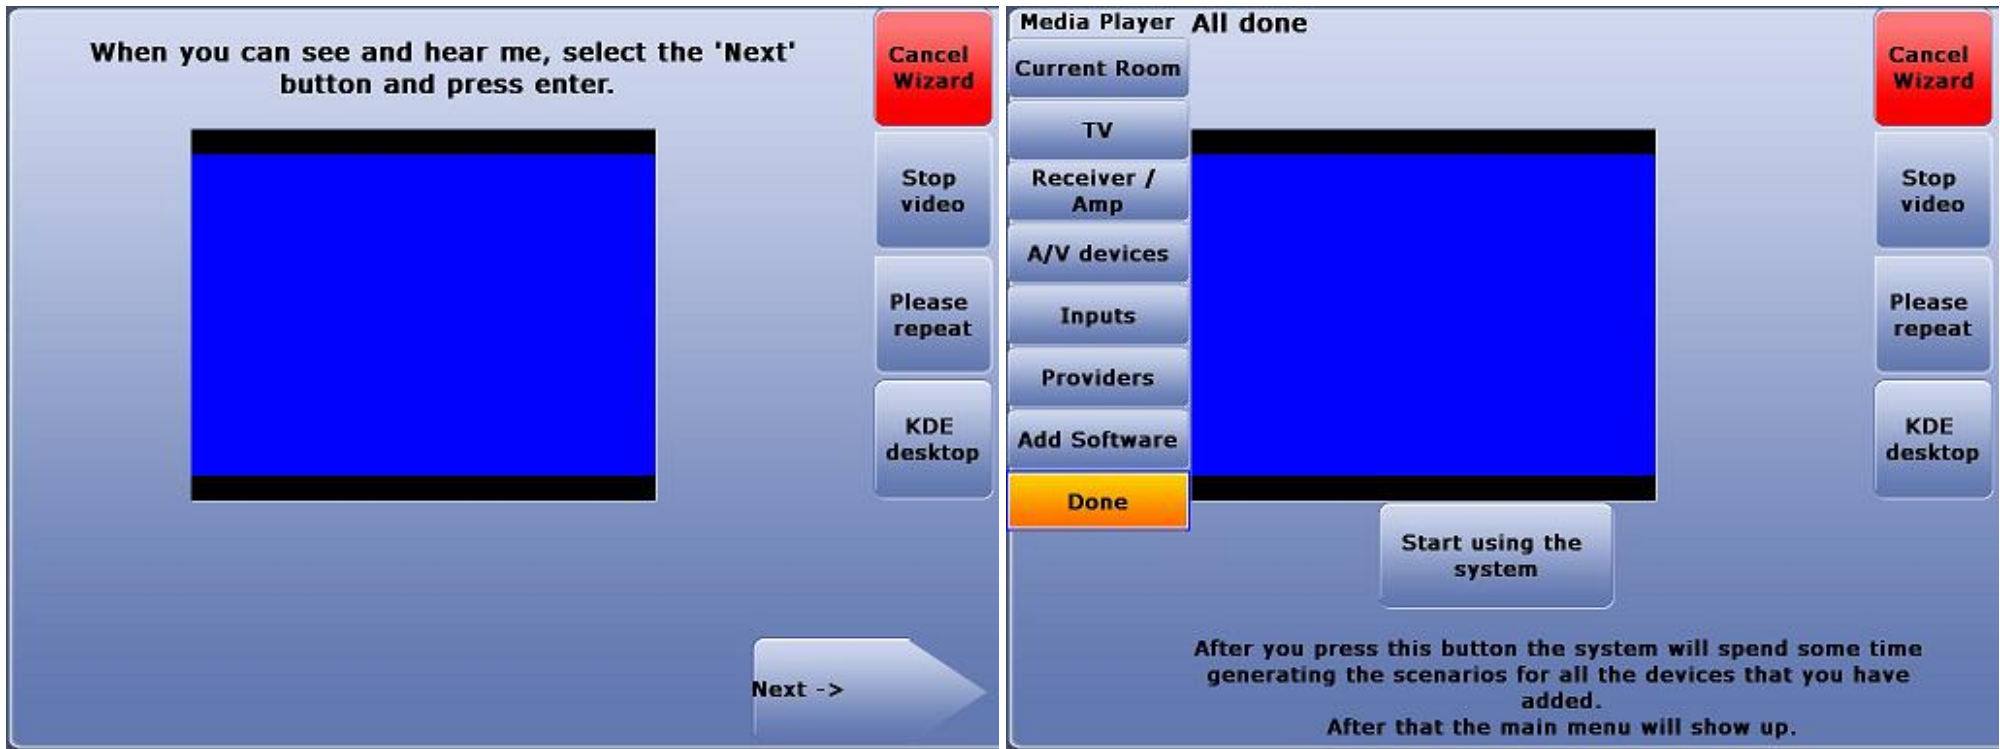 When you can see and hear me, select the 'Next'
button and press enter.
Cancel
Wizard
Stop
video
Please
repeat
KDE
desktop
Next ->
Media Player
All done
Current Room
TV
Receiver /
Amp
A/V devices
Inputs
Providers
Add Software
Done
Cancel
Wizard
Stop
video
Please
repeat
KDE
desktop
Start using the
system
After you press this button the system will spend some time
generating the scenarios for all the devices that you have
added.
After that the main menu will show up.